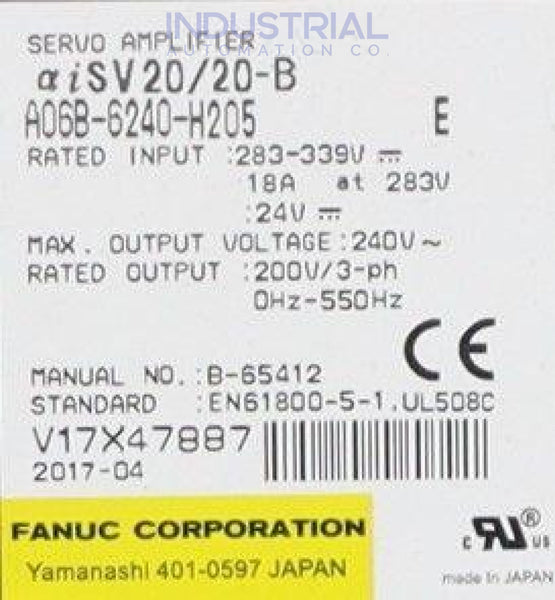 INDUSTRIAL
AUTOMATION CO.
SERVO AMPLIFIER
αiSV20/20-B
A06B-6240-H205 E
RATED INPUT :283-339V ⎓
18A at 283V
:24V ⎓
MAX. OUTPUT VOLTAGE:240V~
RATED OUTPUT :200V/3-ph
0Hz-550Hz
CE
MANUAL NO.:B-65412
STANDARD :EN61800-5-1.UL508C
V17X47887
2017-04
FANUC CORPORATION
Yamanashi 401-0597 JAPAN
c RU ® US
made in JAPAN